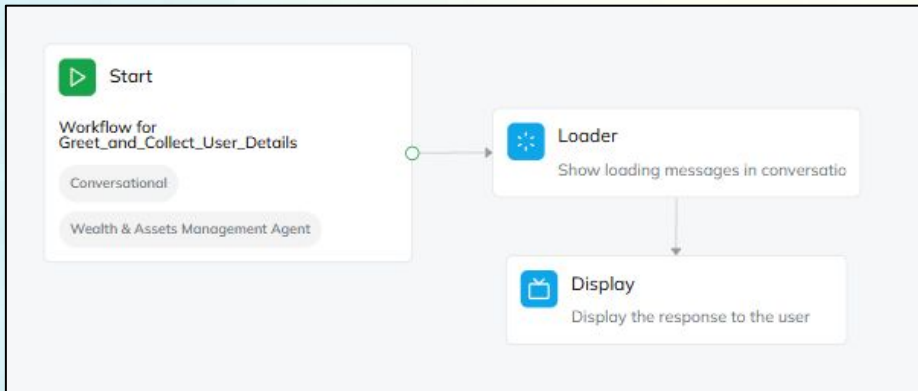 Start
Workflow for
Greet_and_Collect_User_Details
Conversational
Wealth & Assets Management Agent
Loader
Show loading messages in conversatio
Display
Display the response to the user